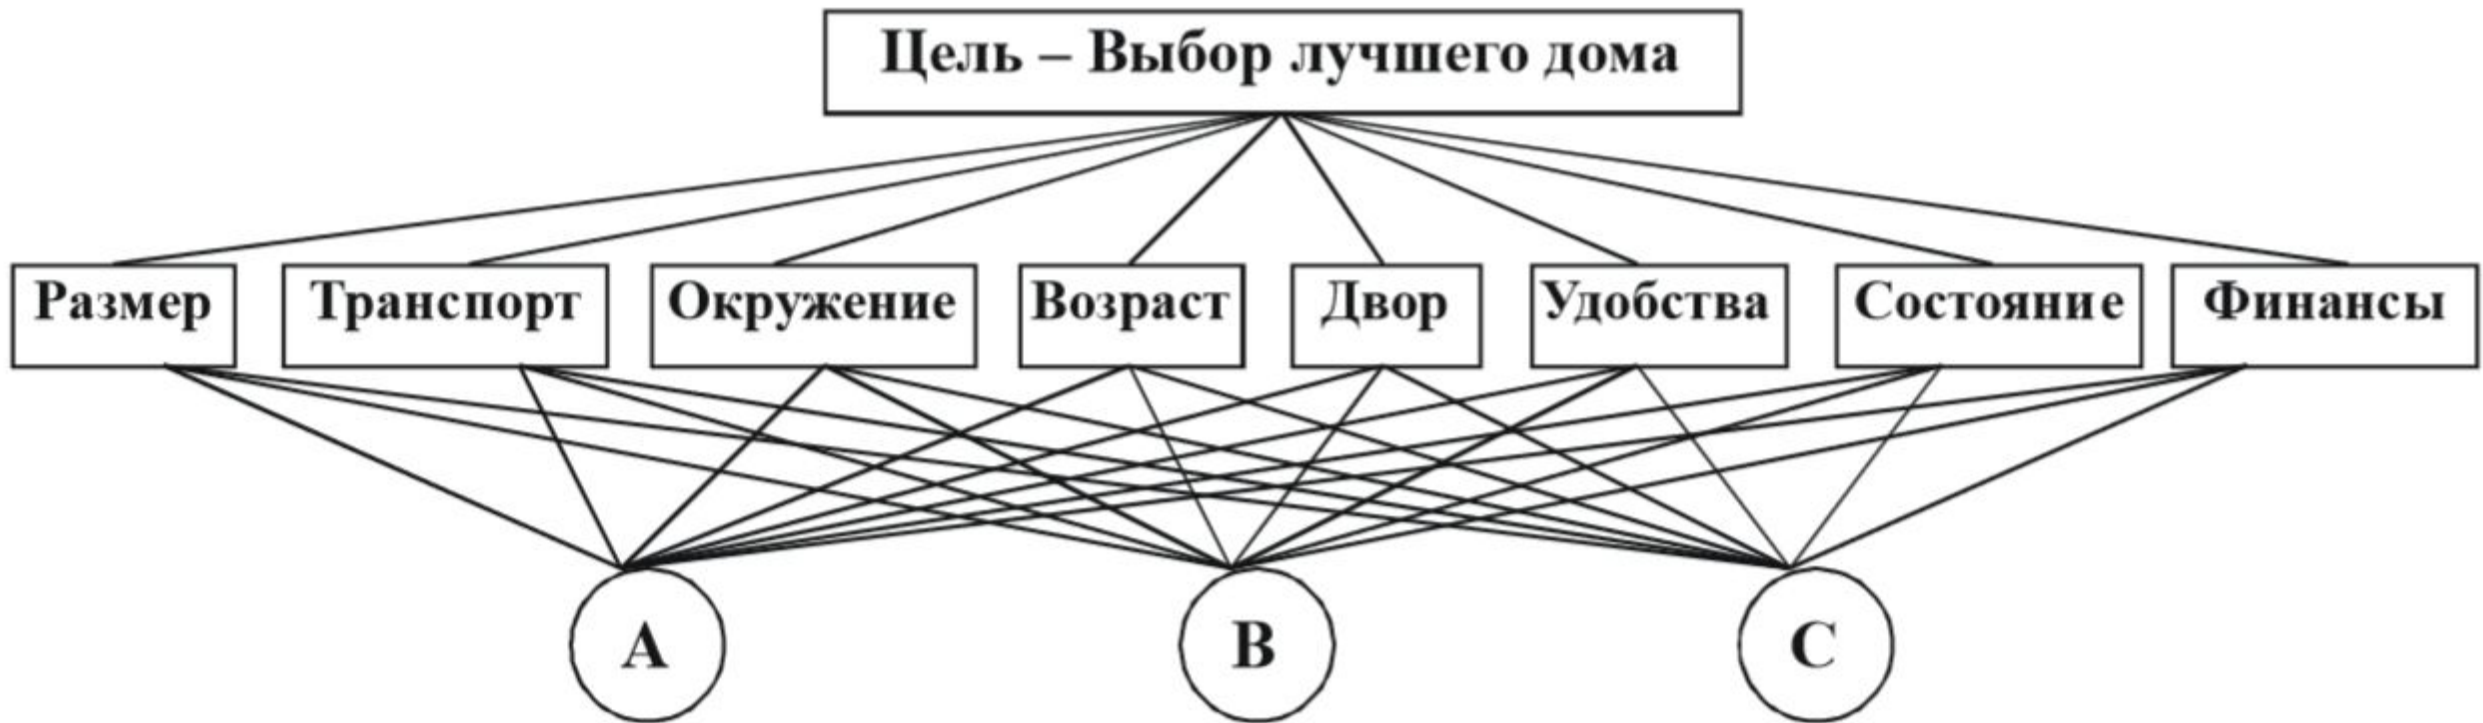 Цель – Выбор лучшего дома
Размер
Транспорт
Окружение
Возраст
Двор
Удобства
Состояние
Финансы
А
В
С